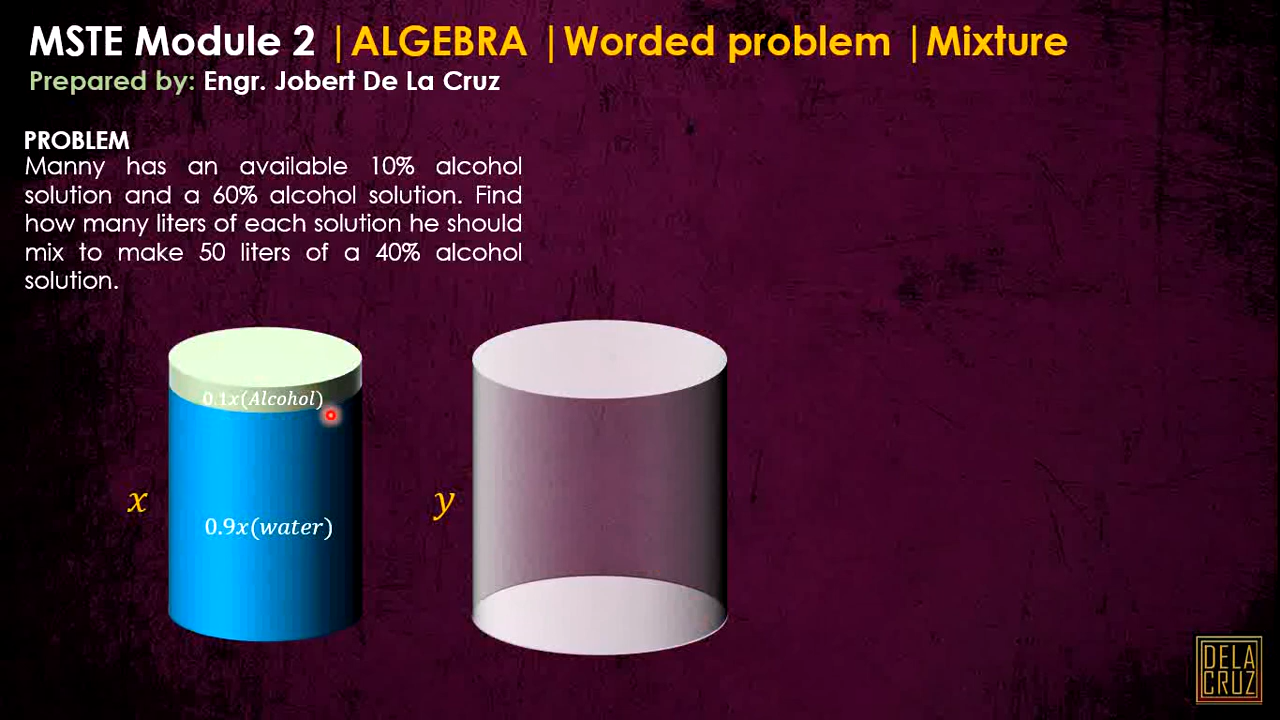 MSTE Module 2 |ALGEBRA |Worded problem |Mixture
Prepared by: Engr. Jobert De La Cruz
PROBLEM
Manny has an available 10% alcohol
solution and a 60% alcohol solution. Find
how many liters of each solution he should
mix to make 50 liters of a 40% alcohol
solution.
0.1x(Alcohol)
x
0.9x(water)
y
DELA
CRUZ